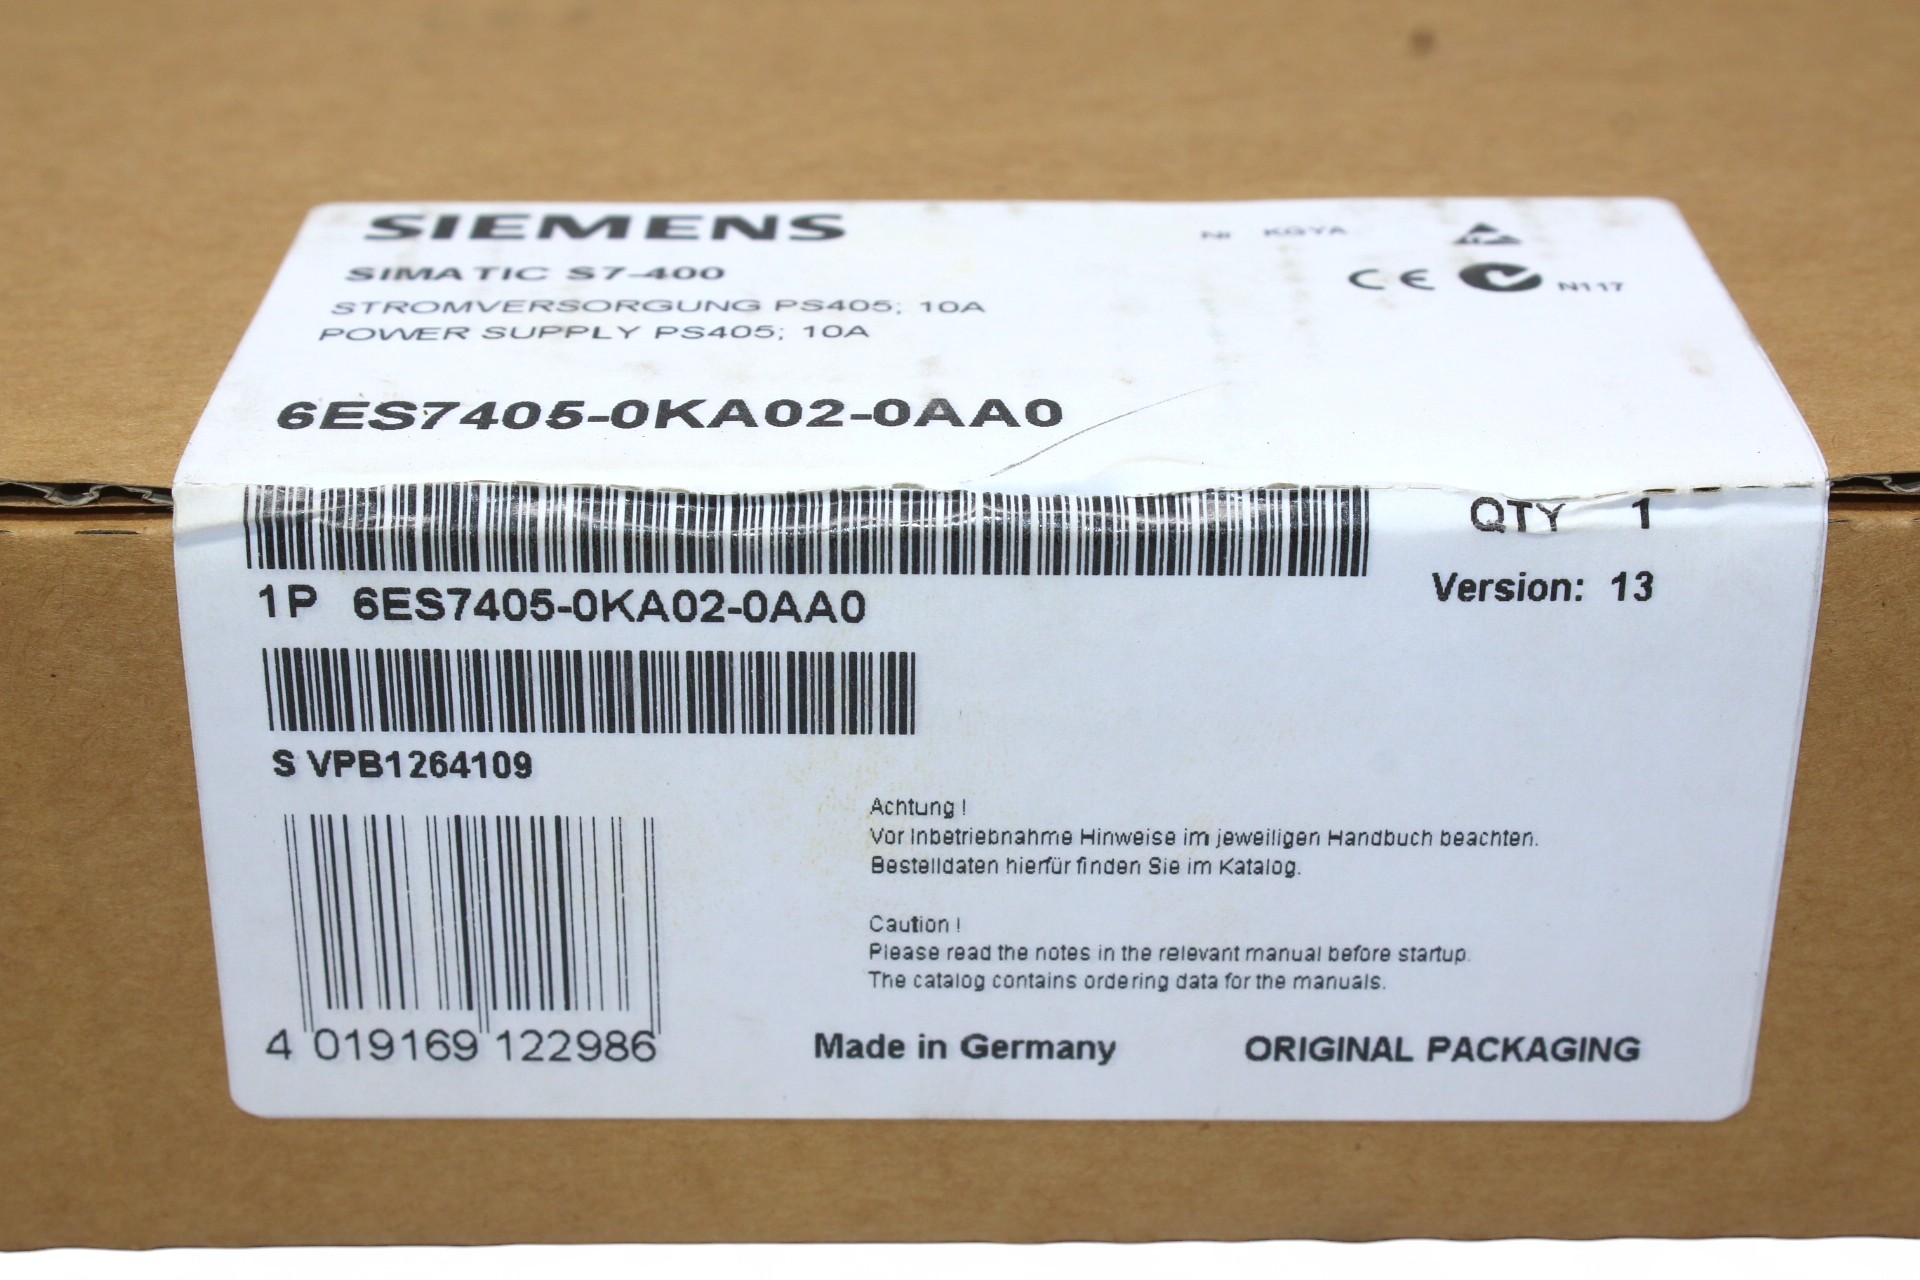 SIEMENS
Nr KGYA
SIMATIC S7-400
N117
STROMVERSORGUNG PS405; 10A
POWER SUPPLY PS405; 10A
6ES7405-0KA02-0AA0
QTY 1
1P 6ES7405-0KA02-0AA0
Version: 13
S VPB1264109
Achtung !
Vor Inbetriebnahme Hinweise im jeweiligen Handbuch beachten.
Bestelldaten hierfür finden Sie im Katalog.
Caution !
Please read the notes in the relevant manual before startup.
The catalog contains ordering data for the manuals.
4 019169 122986
Made in Germany
ORIGINAL PACKAGING